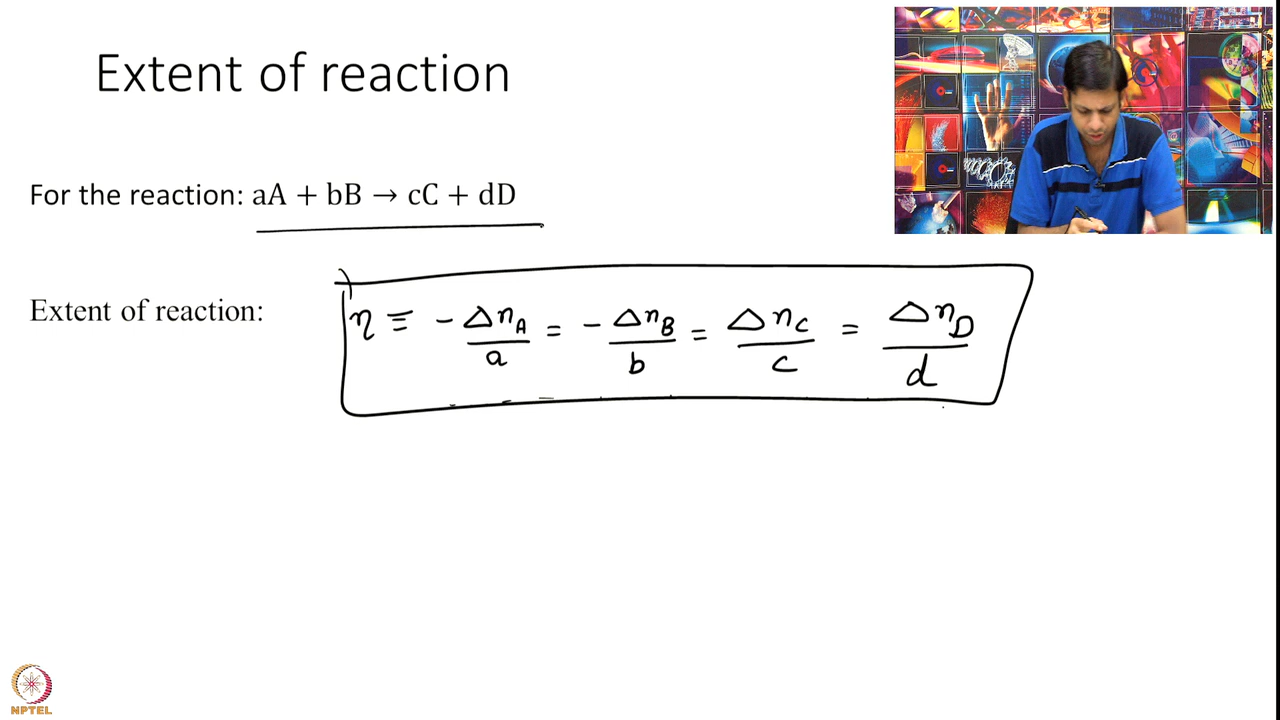 Extent of reaction
For the reaction: aA + bB → cC + dD
Extent of reaction: η ≡ - Δn_A/a = - Δn_B/b = Δn_C/c = Δn_D/d
NPTEL